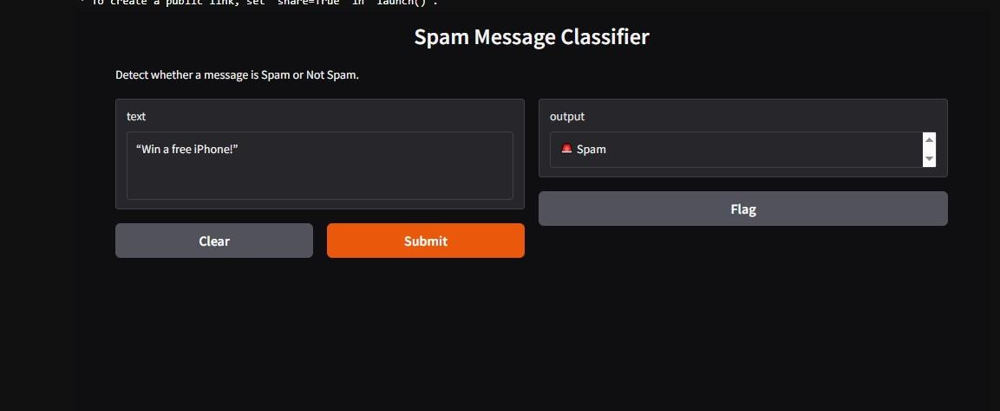 * To create a public link, set `share=True` in `launch()`.
Spam Message Classifier
Detect whether a message is Spam or Not Spam.
text
output
“Win a free iPhone!”
🚨 Spam
Flag
Clear
Submit